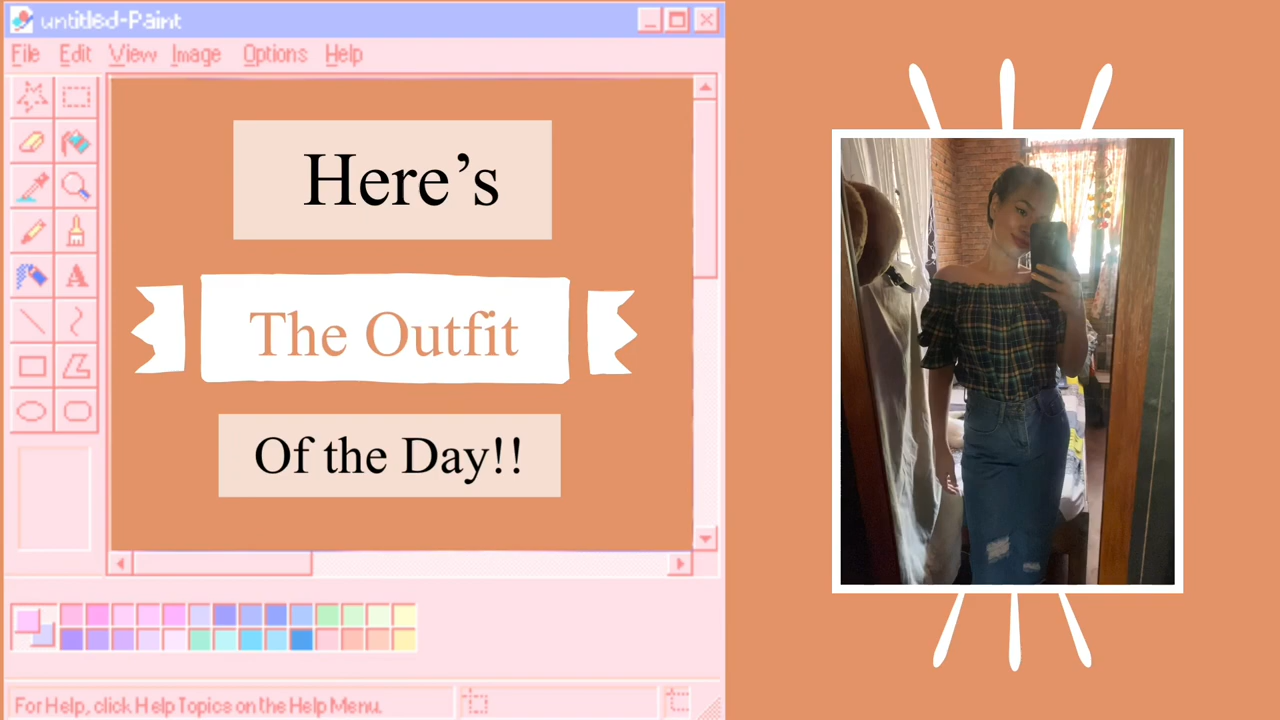 untitled-Paint
File Edit View Image Options Help
Here’s
The Outfit
Of the Day!!
For Help, click Help Topics on the Help Menu.